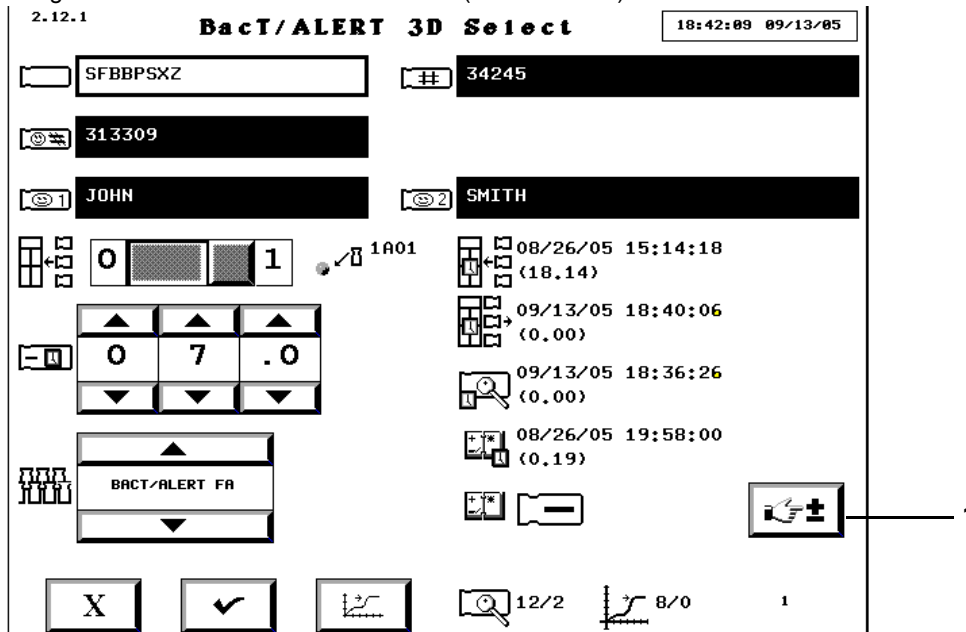 2.12.1
BacT/ALERT 3D Select
18:42:09 09/13/05
SFBBPSXZ
# 34245
313309
1 JOHN
2 SMITH
0 1
1A01
08/26/05 15:14:18
(18.14)
09/13/05 18:40:06
(0.00)
0 7 .0
09/13/05 18:36:26
(0.00)
08/26/05 19:58:00
(0.19)
BACT/ALERT FA
X
12/2
8/0
1